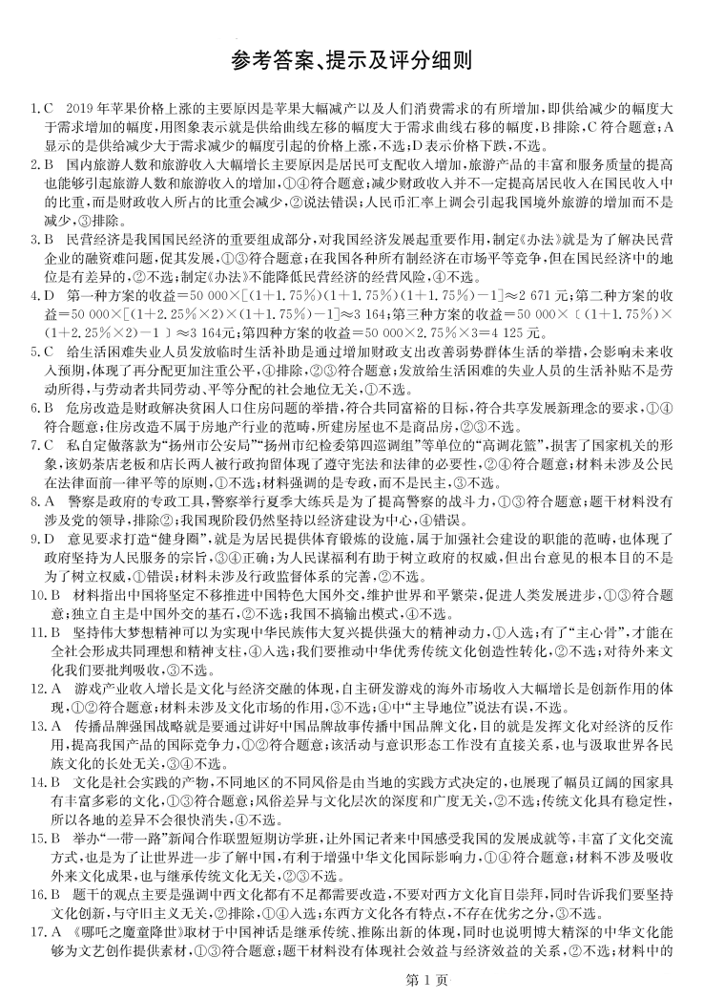 参考答案、提示及评分细则
1. C　2019 年苹果价格上涨的主要原因是苹果大幅减产以及人们消费需求的有所增加,即供给减少的幅度大
于需求增加的幅度,用图象表示就是供给曲线左移的幅度大于需求曲线右移的幅度,B 排除,C 符合题意;A
显示的是供给减少大于需求减少的幅度引起的价格上涨,不选;D 表示价格下跌,不选。
2. B　国内旅游人数和旅游收入大幅增长主要原因是居民可支配收入增加,旅游产品的丰富和服务质量的提高
也能够引起旅游人数和旅游收入的增加,①④符合题意;减少财政收入并不一定提高居民收入在国民收入中
的比重,而是财政收入所占的比重会减少,②说法错误;人民币汇率上调会引起我国境外旅游的增加而不是
减少,③排除。
3. B　民营经济是我国国民经济的重要组成部分,对我国经济发展起重要作用,制定《办法》就是为了解决民营
企业的融资难问题,促其发展,①③符合题意;在我国各种所有制经济在市场平等竞争,但在国民经济中的地
位是有差异的,②不选;制定《办法》不能降低民营经济的经营风险,④不选。
4. D　第一种方案的收益=50 000×[(1+1.75%)(1+1.75%)(1+1.75%)-1]≈2 671 元;第二种方案的收
益=50 000×[(1+2.25%×2)×(1+1.75%)-1]≈3 164;第三种方案的收益=50 000×〔(1+1.75%)×
(1+2.25%×2)-1〕≈3 164元;第四种方案的收益=50 000×2.75%×3=4 125 元。
5. C　给生活困难失业人员发放临时生活补助是通过增加财政支出改善弱势群体生活的举措,会影响未来收
入预期,体现了再分配更加注重公平,④排除,②③符合题意;发放给生活困难的失业人员的生活补贴不是劳
动所得,与劳动者共同劳动、平等分配的社会地位无关,①不选。
6. B　危房改造是财政解决贫困人口住房问题的举措,符合共同富裕的目标,符合共享发展新理念的要求,①④
符合题意;住房改造不属于房地产行业的范畴,所建房屋也不是商品房,②③不选。
7. C　私自定做落款为“扬州市公安局”“扬州市纪检委第四巡调组”等单位的“高调花篮”,损害了国家机关的形
象,该奶茶店老板和店长两人被行政拘留体现了遵守宪法和法律的必要性,②④符合题意;材料未涉及公民
在法律面前一律平等的原则,①不选;材料强调的是专政,而不是民主,③不选。
8. A　警察是政府的专政工具,警察举行夏季大练兵是为了提高警察的战斗力,①③符合题意;题干材料没有
涉及党的领导,排除②;我国现阶段仍然坚持以经济建设为中心,④错误。
9. D　意见要求打造“健身圈”,就是为居民提供体育锻炼的设施,属于加强社会建设的职能的范畴,也体现了
政府坚持为人民服务的宗旨,③④正确;为人民谋福利有助于树立政府的权威,但出台意见的根本目的不是
为了树立权威,①错误;材料未涉及行政监督体系的完善,②不选。
10. B　材料指出中国将坚定不移推进中国特色大国外交,维护世界和平繁荣,促进人类发展进步,①③符合题
意;独立自主是中国外交的基石,②不选;我国不搞输出模式,④不选。
11. B　坚持伟大梦想精神可以为实现中华民族伟大复兴提供强大的精神动力,①入选;有了“主心骨”,才能在
全社会形成共同理想和精神支柱,④入选;我们要推动中华优秀传统文化创造性转化,②不选;对待外来文
化我们要批判吸收,③不选。
12. A　游戏产业收入增长是文化与经济交融的体现,自主研发游戏的海外市场收入大幅增长是创新作用的体
现,①②符合题意;材料未涉及文化市场的作用,③不选;④中“主导地位”说法有误,不选。
13. A　传播品牌强国战略就是要通过讲好中国品牌故事传播中国品牌文化,目的就是发挥文化对经济的反作
用,提高我国产品的国际竞争力,①②符合题意;该活动与意识形态工作没有直接关系,也与汲取世界各民
族文化的长处无关,③④不选。
14. B　文化是社会实践的产物,不同地区的不同风俗是由当地的实践方式决定的,也展现了幅员辽阔的国家具
有丰富多彩的文化,①③符合题意;风俗差异与文化层次的深度和广度无关,②不选;传统文化具有稳定性,
所以各地的差异不会很快消失,④不选。
15. B　举办“一带一路”新闻合作联盟短期访学班,让外国记者来中国感受我国的发展成就等,丰富了文化交流
方式,也是为了让世界进一步了解中国,有利于增强中华文化国际影响力,①④符合题意;材料不涉及吸收
外来文化成果,也与继承传统文化无关,②③不选。
16. B　题干的观点主要是强调中西文化都有不足都需要改造,不要对西方文化盲目崇拜,同时告诉我们要坚持
文化创新,与守旧主义无关,②排除,①④入选;东西方文化各有特点,不存在优劣之分,③不选。
17. A　《哪吒之魔童降世》取材于中国神话是继承传统、推陈出新的体现,同时也说明博大精深的中华文化能
够为文艺创作提供素材,①③符合题意;题干材料没有体现社会效益与经济效益的关系,②不选;材料中的
第 1 页